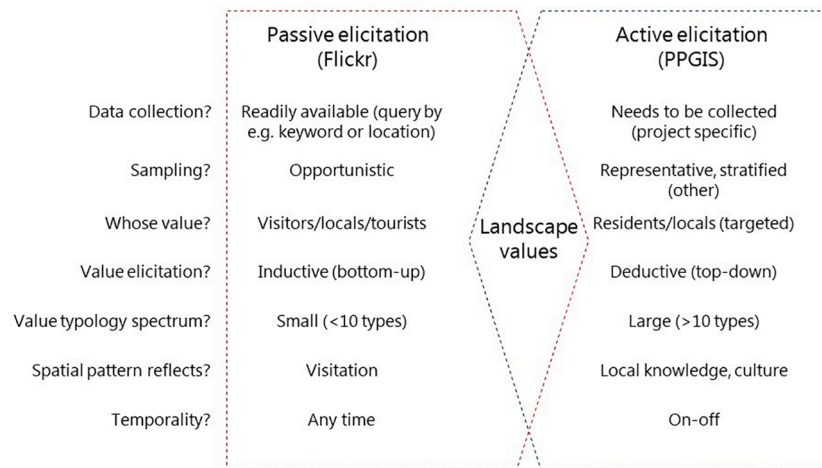 Passive elicitation
(Flickr)
Active elicitation
(PPGIS)
Data collection?
Readily available (query by
e.g. keyword or location)
Needs to be collected
(project specific)
Sampling?
Opportunistic
Representative, stratified
(other)
Whose value?
Visitors/locals/tourists
Landscape
values
Residents/locals (targeted)
Value elicitation?
Inductive (bottom-up)
Deductive (top-down)
Value typology spectrum?
Small (<10 types)
Large (>10 types)
Spatial pattern reflects?
Visitation
Local knowledge, culture
Temporality?
Any time
On-off